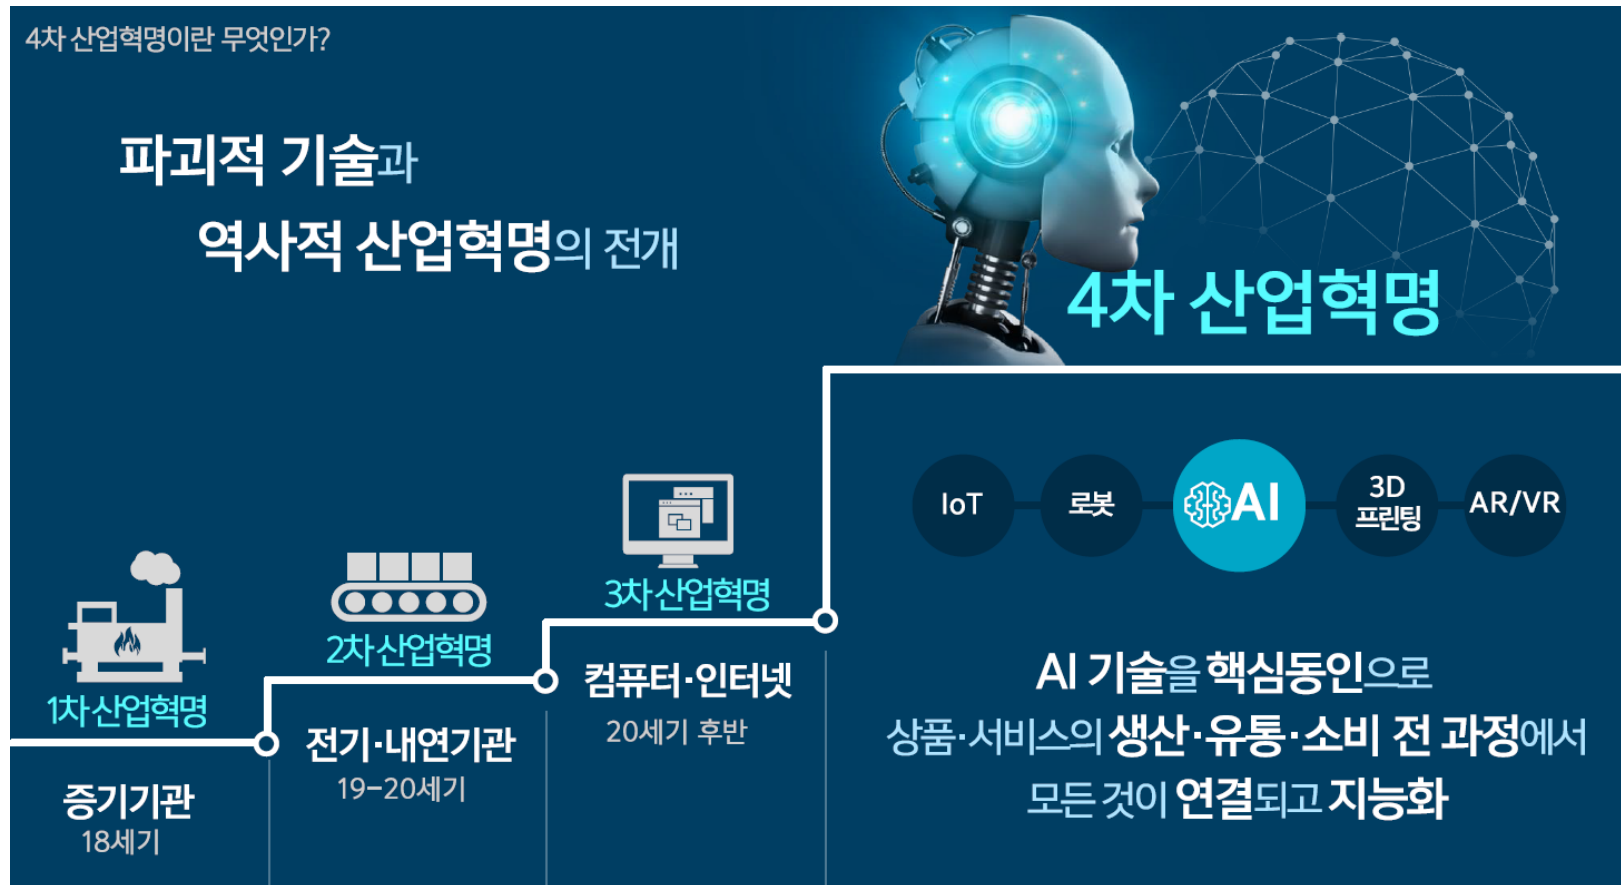 4차 산업혁명이란 무엇인가?
파괴적 기술과
역사적 산업혁명의 전개
4차 산업혁명
1차 산업혁명
증기기관
18세기
2차 산업혁명
전기·내연기관
19-20세기
3차 산업혁명
컴퓨터·인터넷
20세기 후반
IoT
로봇
AI
3D
프린팅
AR/VR
AI 기술을 핵심동인으로
상품·서비스의 생산·유통·소비 전 과정에서
모든 것이 연결되고 지능화